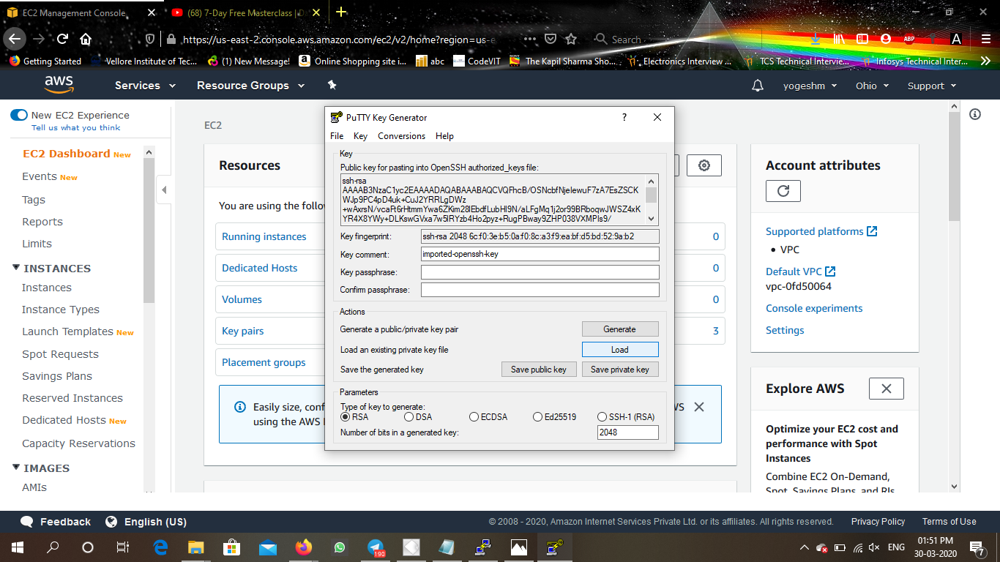 EC2 Management Console
(68) 7-Day Free Masterclass | D
https://us-east-2.console.aws.amazon.com/ec2/v2/home?region=us-e
Search
ABP
A
Getting Started
Vellore Institute of Tec...
(1) New Message!
Online Shopping site i...
abc
CodeVIT
The Kapil Sharma Sho...
Electronics Interview ...
TCS Technical Intervie...
Infosys Technical Inter...
aws
Services
Resource Groups
yogeshm
Ohio
Support
New EC2 Experience
Tell us what you think
EC2 Dashboard New
Events New
Tags
Reports
Limits
INSTANCES
Instances
Instance Types
Launch Templates New
Spot Requests
Savings Plans
Reserved Instances
Dedicated Hosts New
Capacity Reservations
IMAGES
AMIs
EC2
Resources
You are using the following
Running instances
0
Dedicated Hosts
0
Volumes
0
Key pairs
3
Placement groups
Easily size, conf
WS
using the AWS
PuTTY Key Generator
?
File
Key
Conversions
Help
Key
Public key for pasting into OpenSSH authorized_keys file:
ssh-rsa
Key fingerprint:
ssh-rsa 2048 6c:f0:3e:b5:0a:f0:8c:a3:f9:ea:bf:d5:bd:52:9a:b2
Key comment:
imported-openssh-key
Key passphrase:
Confirm passphrase:
Actions
Generate a public/private key pair
Generate
Load an existing private key file
Load
Save the generated key
Save public key
Save private key
Parameters
Type of key to generate:
RSA
DSA
ECDSA
Ed25519
SSH-1 (RSA)
Number of bits in a generated key:
2048
Account attributes
Supported platforms
• VPC
Default VPC
vpc-0fd50064
Console experiments
Settings
Explore AWS
Optimize your EC2 cost and
performance with Spot
Instances
Combine EC2 On-Demand,
Spot, Savings Plans, and RIs
Feedback
English (US)
© 2008 - 2020, Amazon Internet Services Private Ltd. or its affiliates. All rights reserved.
Privacy Policy
Terms of Use
190
ENG
01:51 PM
30-03-2020
7